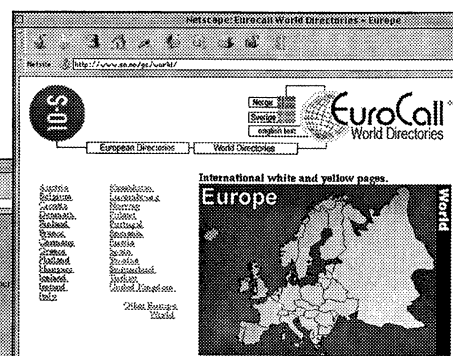 Netscape: Eurocall World Directories - Europe
Netsite
http://www.sn.no/gs/world/
Norge
Sverige
english text
EuroCall
World Directories
European Directories
World Directories
International white and yellow pages.
Europe
World
Austria
Belgium
Croatia
Denmark
Finland
France
Germany
Greece
Holland
Hungary
Iceland
Ireland
Italy
Luxembourg
Norway
Poland
Portugal
Romania
Russia
Spain
Sweden
Switzerland
Turkey
United Kingdom
Other Europe
World